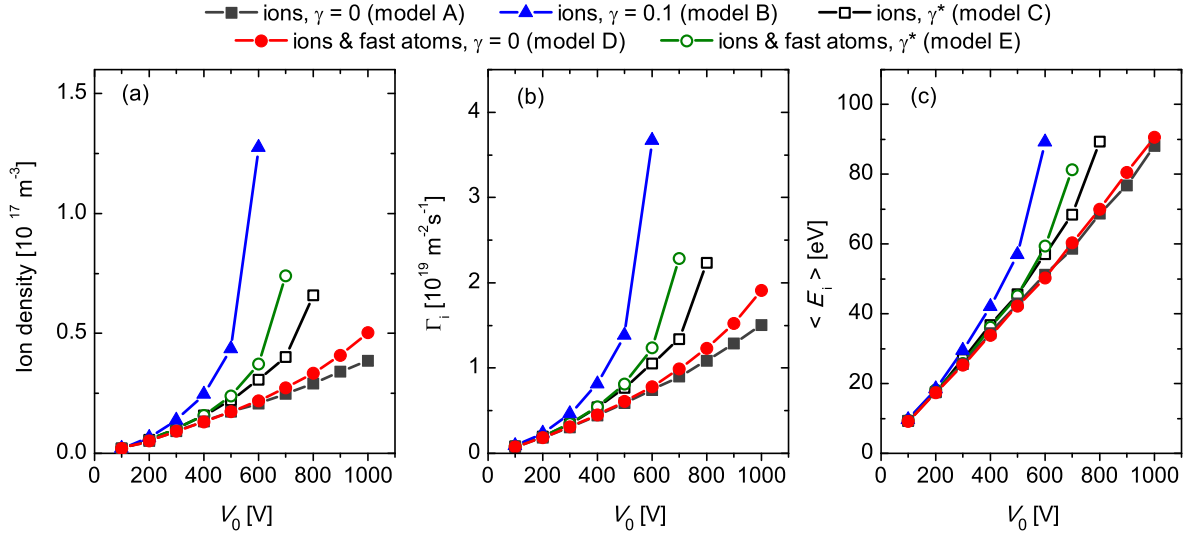 ions, γ = 0 (model A) ions, γ = 0.1 (model B) ions, γ* (model C)
ions & fast atoms, γ = 0 (model D) ions & fast atoms, γ* (model E)
(a)
Ion density [10 17 m-3]
1.5
1.0
0.5
0.0
0 200 400 600 800 1000
V0 [V]
(b)
Γi [1019 m-2s-1]
4
3
2
1
0
0 200 400 600 800 1000
V0 [V]
(c)
< Ei > [eV]
100
80
60
40
20
0
0 200 400 600 800 1000
V0 [V]